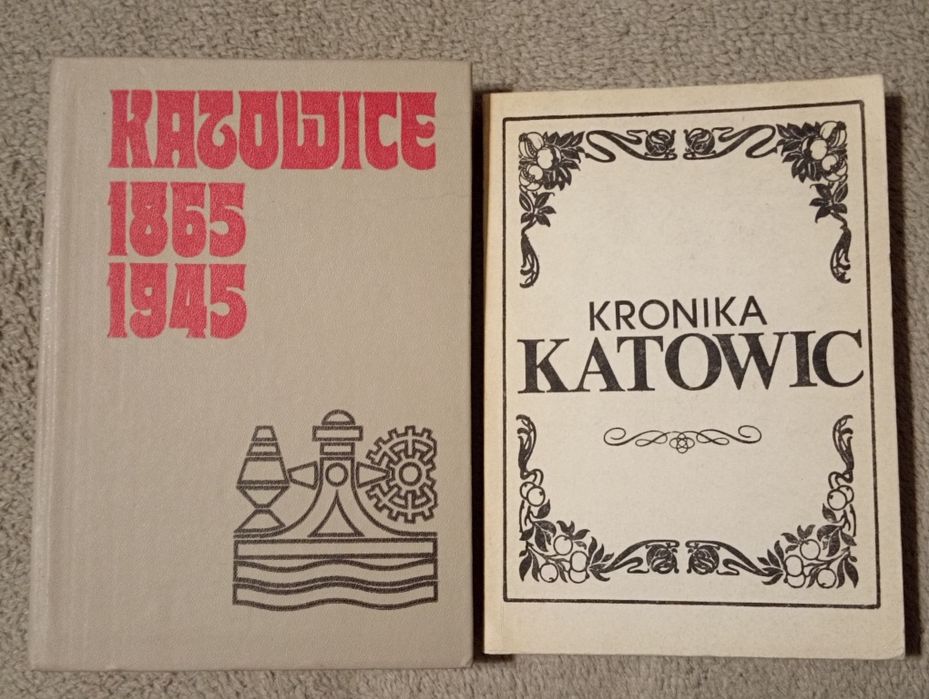 KATOWICE
1865
1945
KRONIKA
KATOWIC